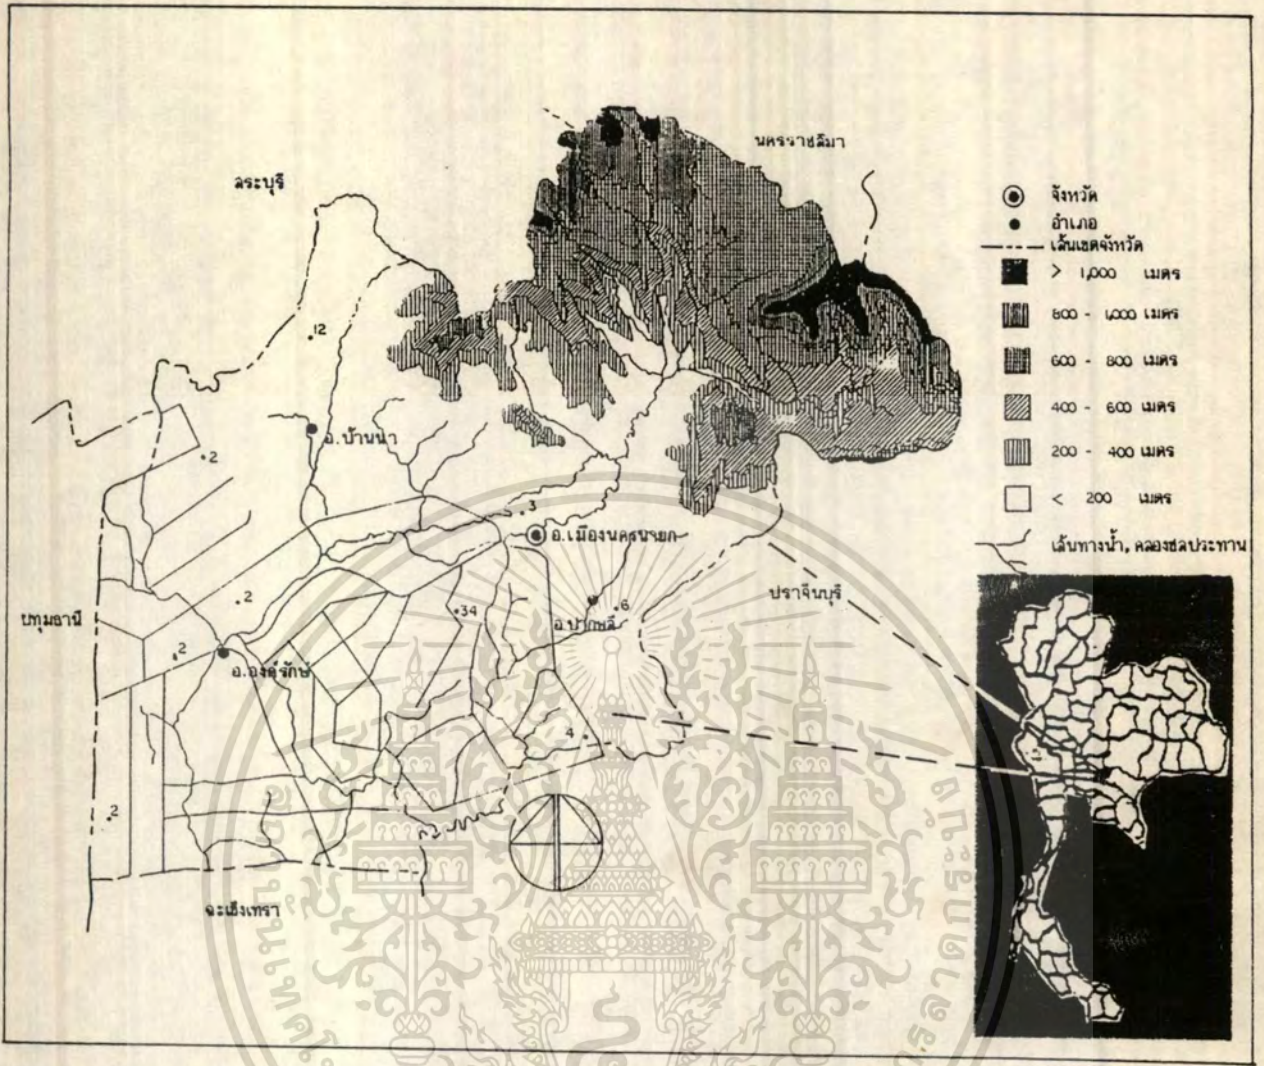 นครราชสีมา
สระบุรี
จังหวัด
อำเภอ
เส้นเขตจังหวัด
> 1,000 เมตร
800 - 1,000 เมตร
600 - 800 เมตร
400 - 600 เมตร
200 - 400 เมตร
< 200 เมตร
เส้นทางน้ำ, คลองชลประทาน
12
อ.บ้านนา
2
3
อ.เมืองนครนายก
ปราจีนบุรี
2
34
6
ปทุมธานี
อ.ปากพลี
2
อ.องครักษ์
4
2
ฉะเชิงเทรา